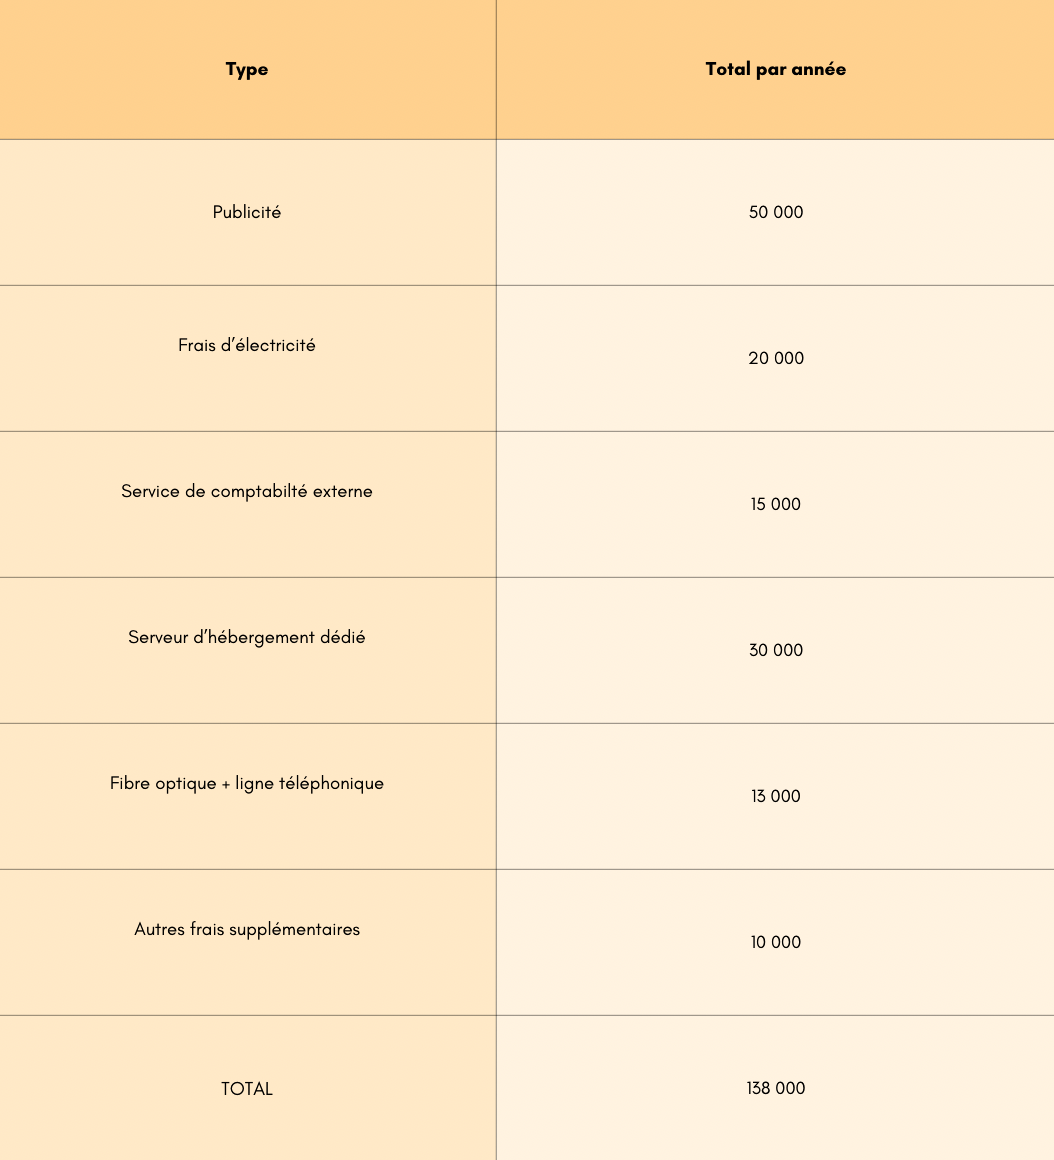 Type Total par année
Publicité 50 000
Frais d’électricité 20 000
Service de comptabilté externe 15 000
Serveur d’hébergement dédié 30 000
Fibre optique + ligne téléphonique 13 000
Autres frais supplémentaires 10 000
TOTAL 138 000